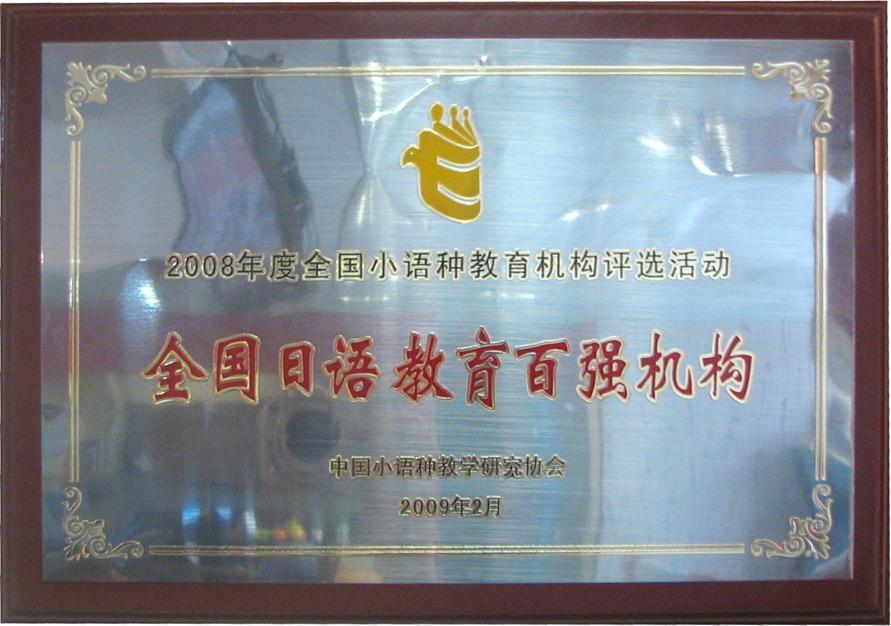 2008年度全国小语种教育机构评选活动
全国日语教育百强机构
中国小语种教学研究协会
2009年2月